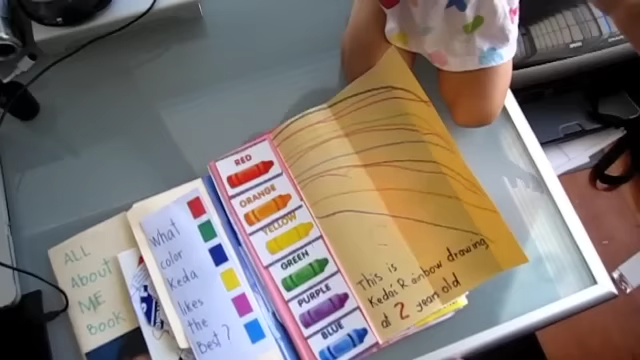 ALL
About
ME
Book
What
color
Keda
likes
the
Best?
RED
ORANGE
YELLOW
GREEN
PURPLE
BLUE
This is
Keda's Rainbow drawing
at 2 years old